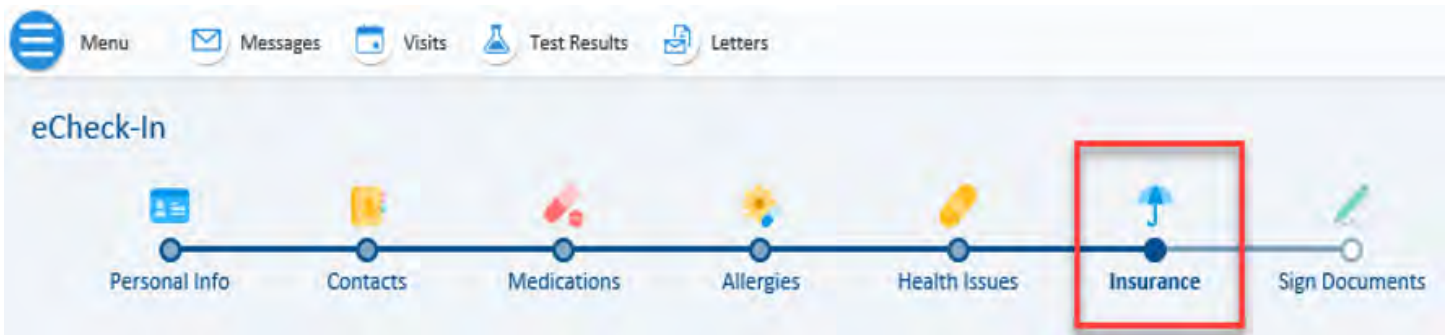 Menu Messages Visits Test Results Letters
eCheck-In
Personal Info Contacts Medications Allergies Health Issues Insurance Sign Documents